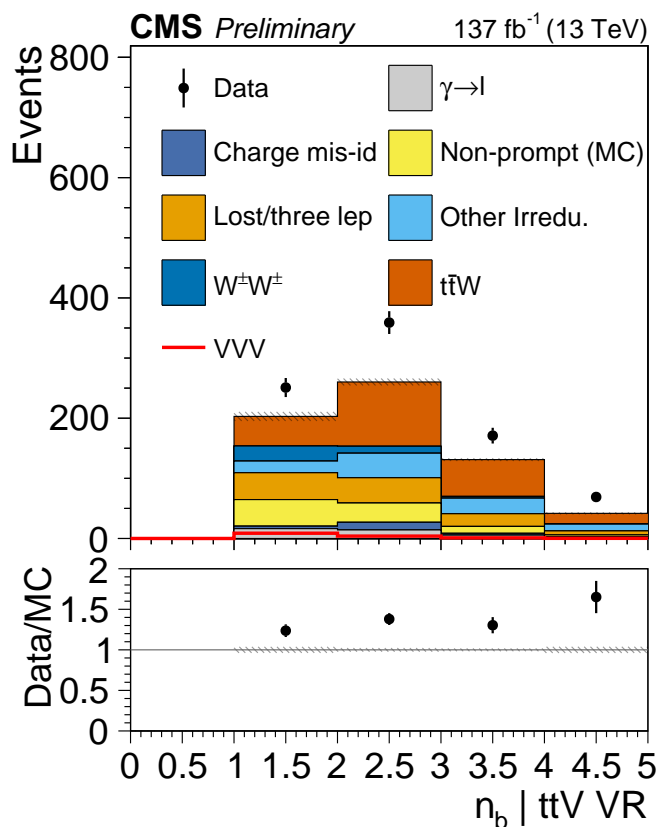 CMS Preliminary 137 fb⁻¹ (13 TeV)
Events
800
600
400
200
0
Data
γ→l
Charge mis-id
Non-prompt (MC)
Lost/three lep
Other Irredu.
W±W±
tt̄W
VVV
Data/MC
2
1.5
1
0.5
0
0 0.5 1 1.5 2 2.5 3 3.5 4 4.5 5
n_b | ttV VR